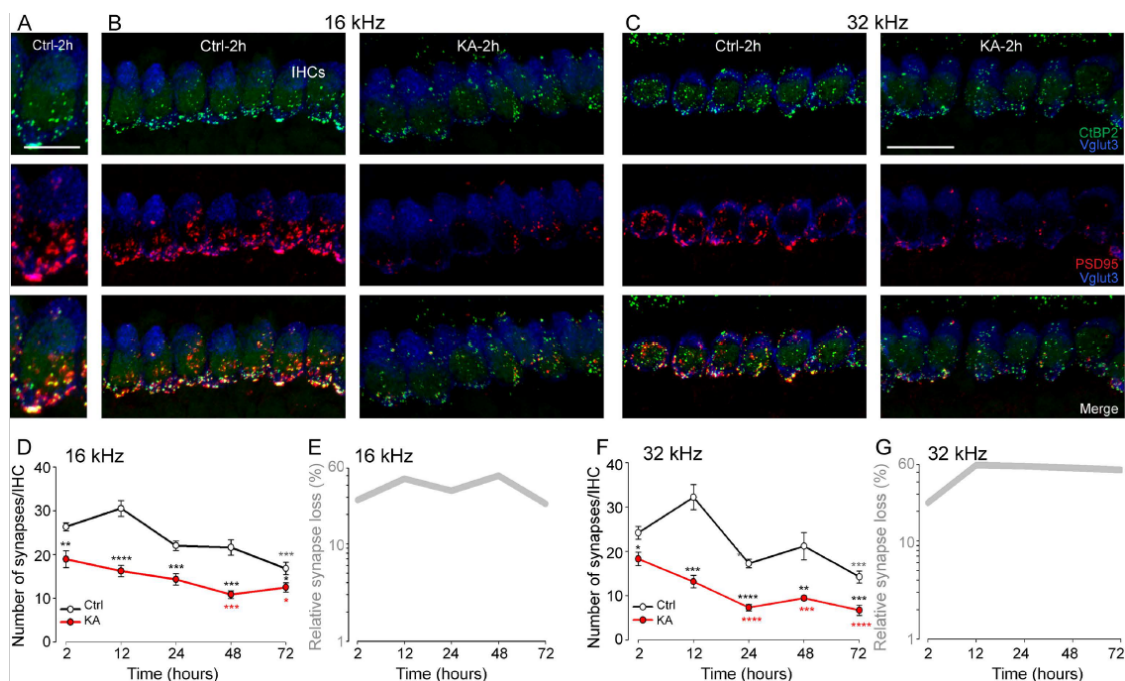 A
B
16 kHz
C
32 kHz
Ctrl-2h
Ctrl-2h
IHCs
KA-2h
Ctrl-2h
KA-2h
CtBP2
Vglut3
PSD95
Vglut3
Merge
D
16 kHz
Number of synapses/IHC
40
30
20
10
0
**
****
***
***
***
***
*
*
Ctrl
KA
2
12
24
48
72
Time (hours)
E
16 kHz
Relative synapse loss (%)
60
10
1
2
12
24
48
72
Time (hours)
F
32 kHz
Number of synapses/IHC
40
30
20
10
0
*
***
****
****
**
***
***
***
****
Ctrl
KA
2
12
24
48
72
Time (hours)
G
32 kHz
Relative synapse loss (%)
60
10
1
2
12
24
48
72
Time (hours)